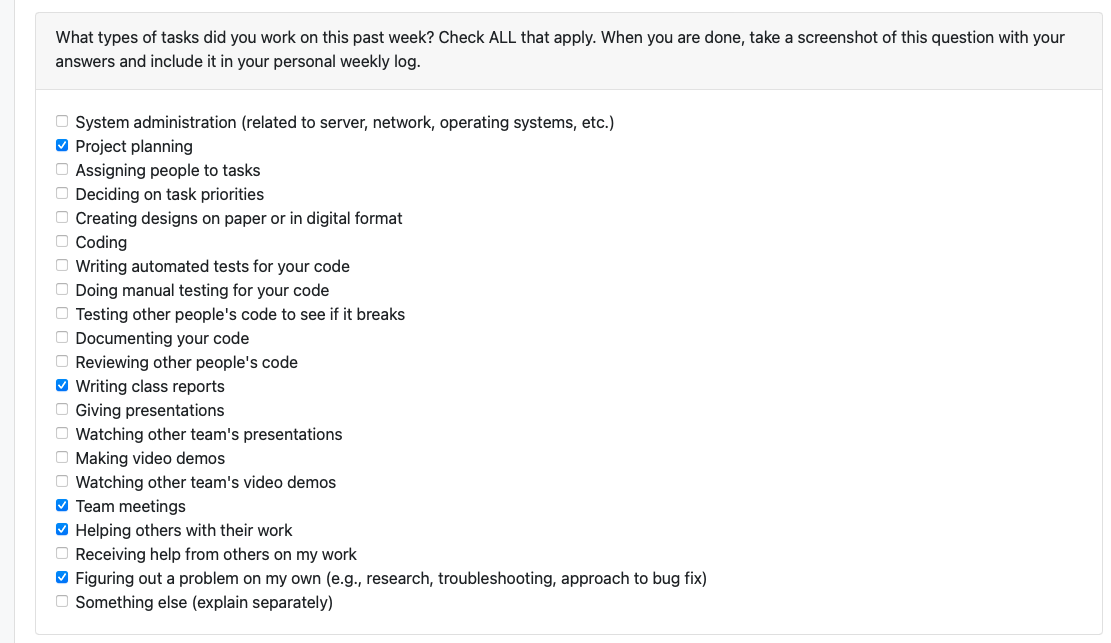 What types of tasks did you work on this past week? Check ALL that apply. When you are done, take a screenshot of this question with your
answers and include it in your personal weekly log.
System administration (related to server, network, operating systems, etc.)
Project planning
Assigning people to tasks
Deciding on task priorities
Creating designs on paper or in digital format
Coding
Writing automated tests for your code
Doing manual testing for your code
Testing other people's code to see if it breaks
Documenting your code
Reviewing other people's code
Writing class reports
Giving presentations
Watching other team's presentations
Making video demos
Watching other team's video demos
Team meetings
Helping others with their work
Receiving help from others on my work
Figuring out a problem on my own (e.g., research, troubleshooting, approach to bug fix)
Something else (explain separately)